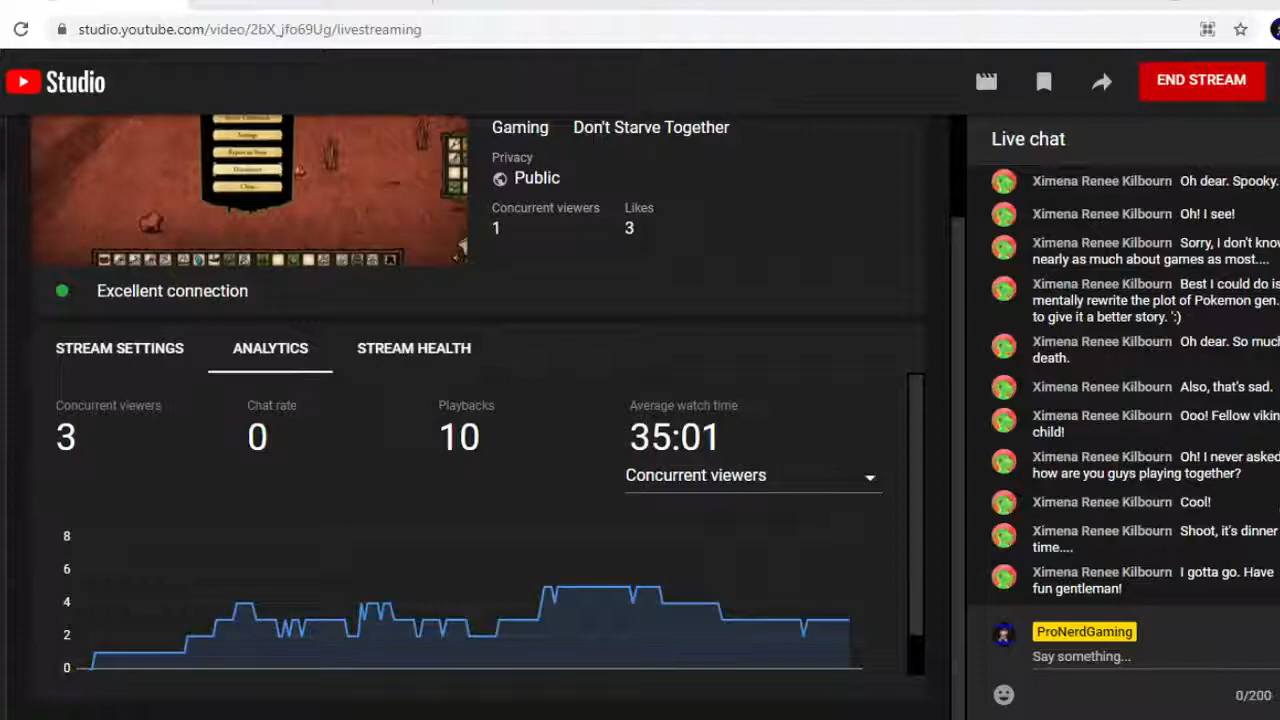 studio.youtube.com/video/2bX_jfo69Ug/livestreaming
Studio
END STREAM
Settings
Disconnect
Gaming Don't Starve Together
Privacy
Public
Concurrent viewers Likes
1 3
Excellent connection
STREAM SETTINGS ANALYTICS STREAM HEALTH
Concurrent viewers Chat rate Playbacks Average watch time
3 0 10 35:01
Concurrent viewers
8
6
4
2
0
Live chat
Ximena Renee Kilbourn Oh dear. Spooky.
Ximena Renee Kilbourn Oh! I see!
Ximena Renee Kilbourn Sorry, I don't know
nearly as much about games as most....
Ximena Renee Kilbourn Best I could do is
mentally rewrite the plot of Pokemon gen.
to give it a better story. ':)
Ximena Renee Kilbourn Oh dear. So much
death.
Ximena Renee Kilbourn Also, that's sad.
Ximena Renee Kilbourn Ooo! Fellow viking
child!
Ximena Renee Kilbourn Oh! I never asked
how are you guys playing together?
Ximena Renee Kilbourn Cool!
Ximena Renee Kilbourn Shoot, it's dinner
time....
Ximena Renee Kilbourn I gotta go. Have
fun gentleman!
ProNerdGaming
Say something...
0/200